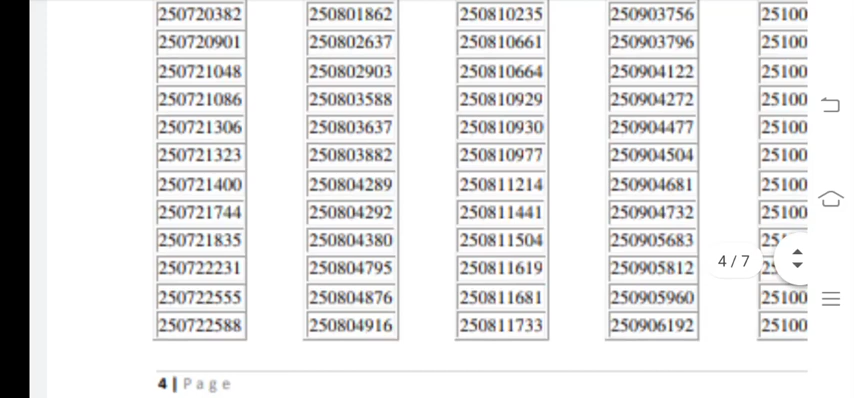 250720382 250801862 250810235 250903756 25100
250720901 250802637 250810661 250903796 25100
250721048 250802903 250810664 250904122 25100
250721086 250803588 250810929 250904272 25100
250721306 250803637 250810930 250904477 25100
250721323 250803882 250810977 250904504 25100
250721400 250804289 250811214 250904681 25100
250721744 250804292 250811441 250904732 25100
250721835 250804380 250811504 250905683
250722231 250804795 250811619 250905812 4 / 7
250722555 250804876 250811681 250905960 25100
250722588 250804916 250811733 250906192 25100
4 | Page